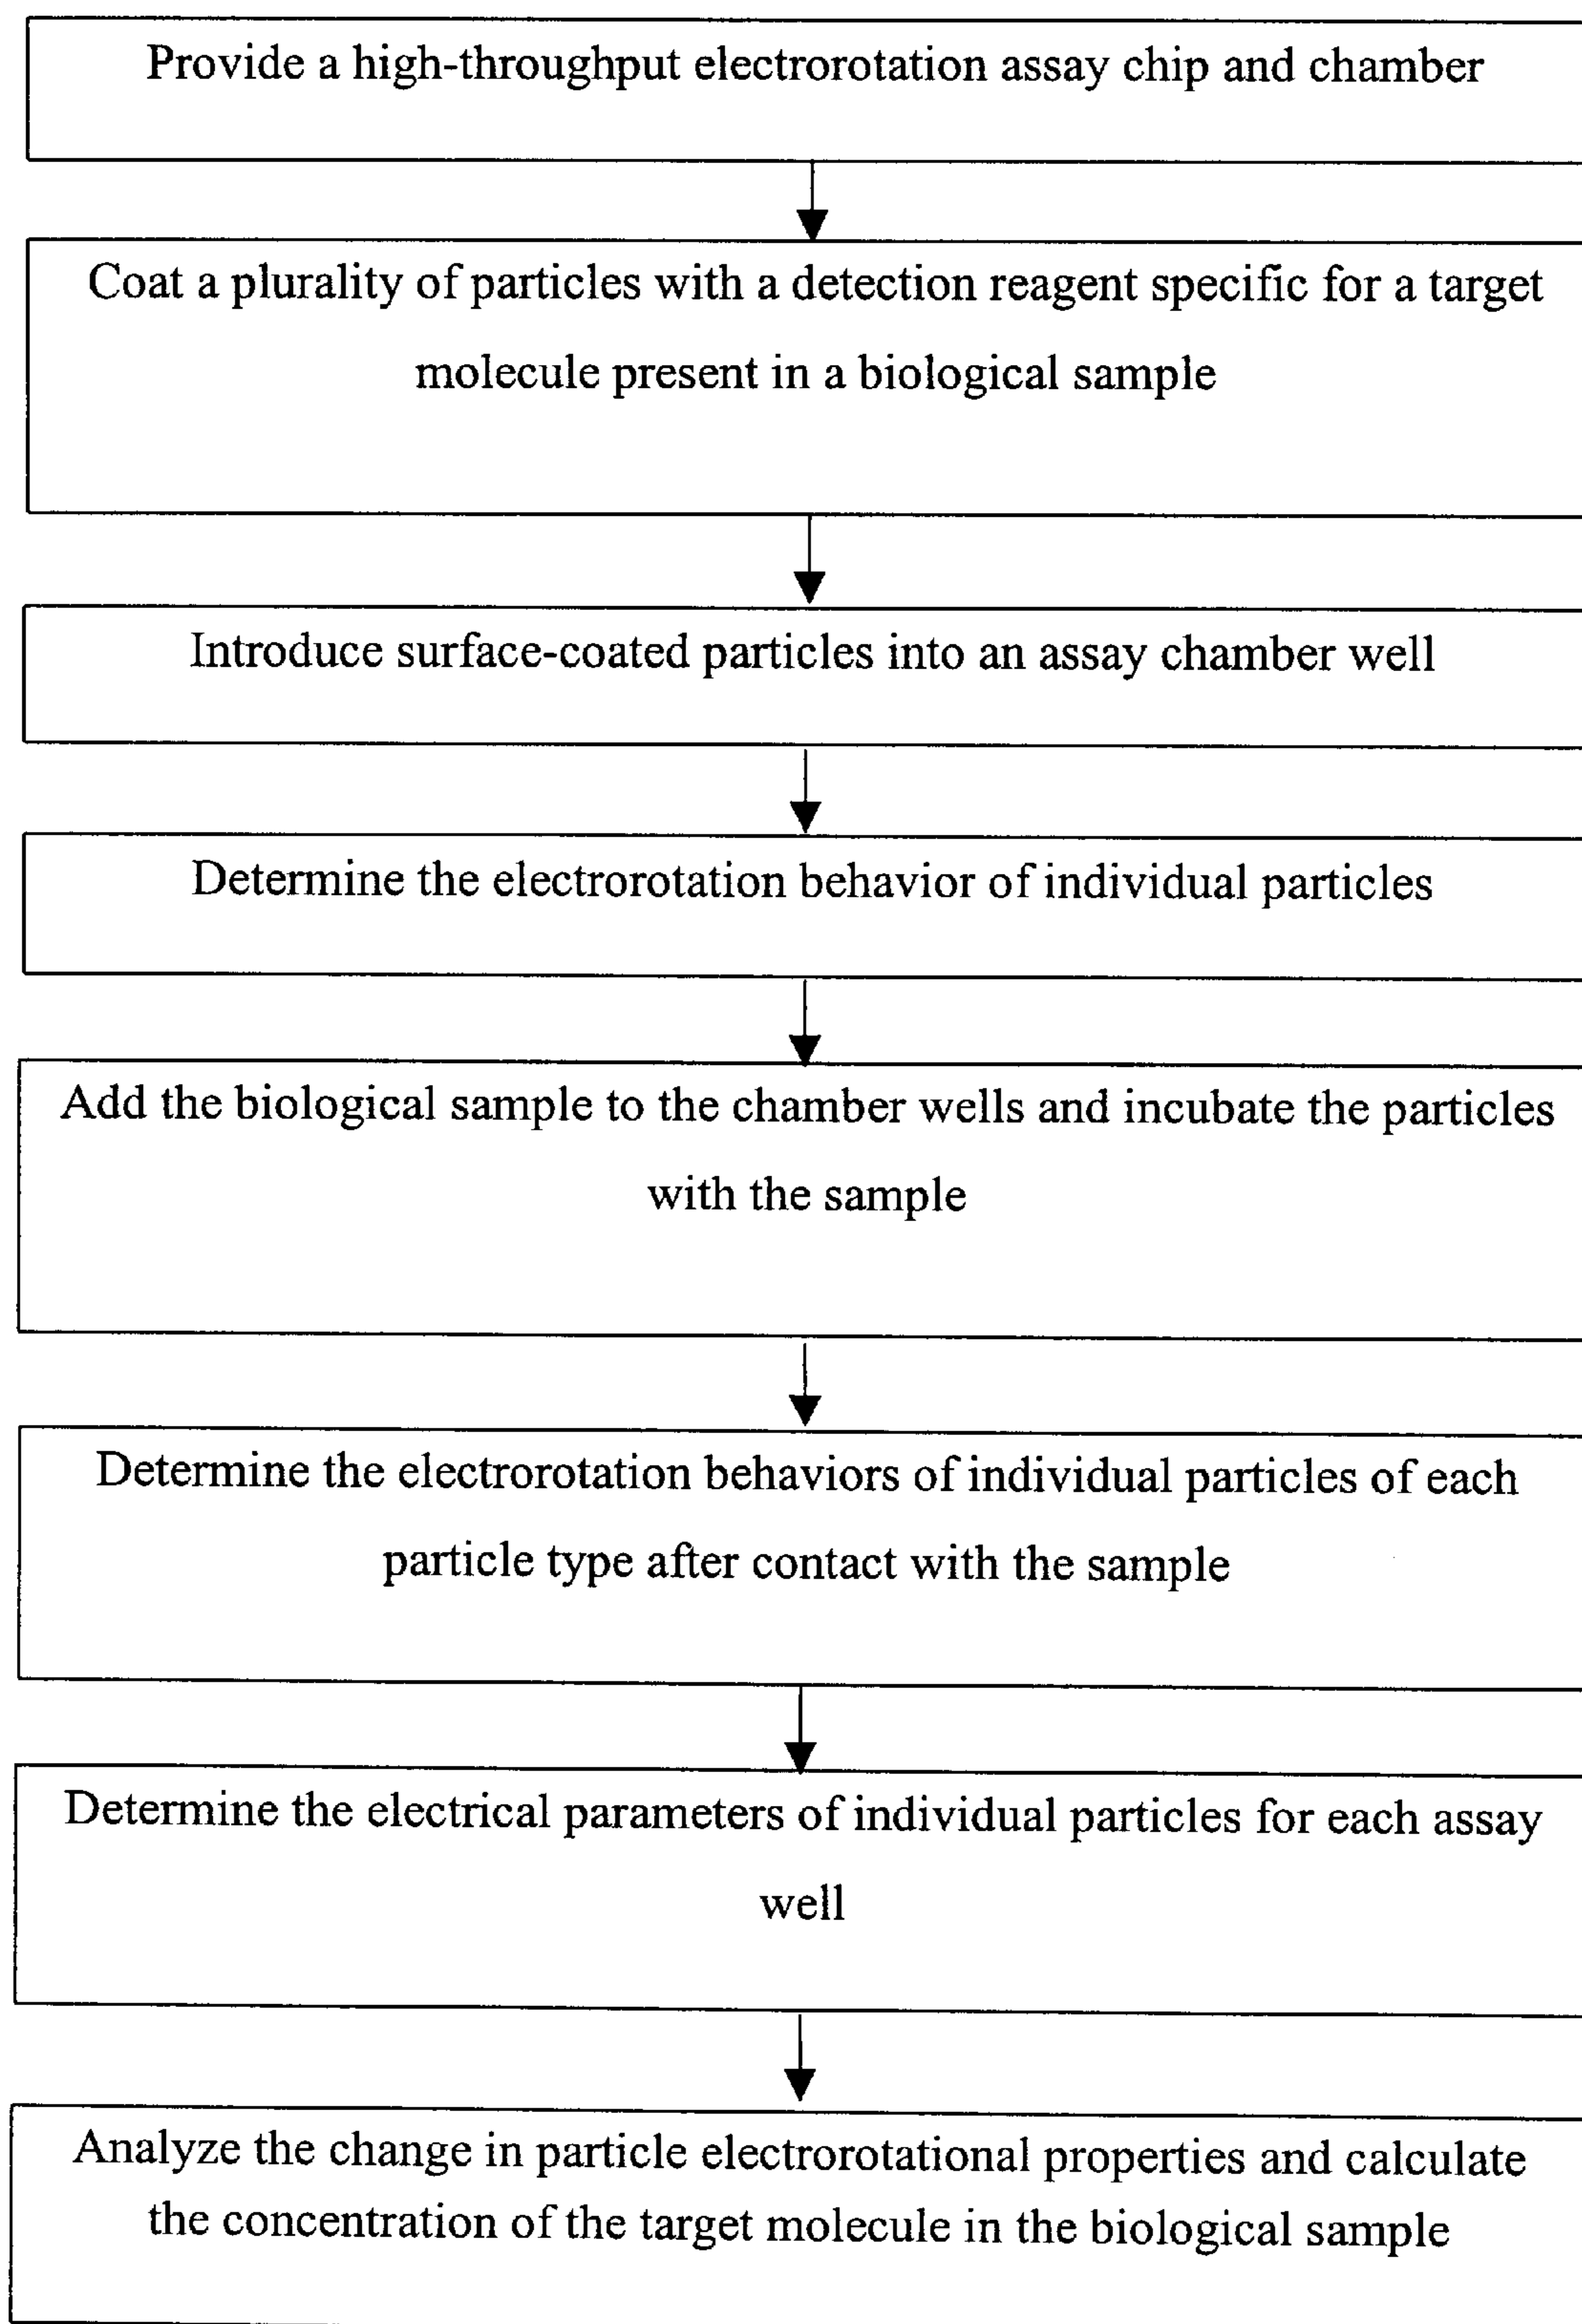 Provide a high-throughput electrorotation assay chip and chamber
Coat a plurality of particles with a detection reagent specific for a target
molecule present in a biological sample
Introduce surface-coated particles into an assay chamber well
Determine the electrorotation behavior of individual particles
Add the biological sample to the chamber wells and incubate the particles
with the sample
Determine the electrorotation behaviors of individual particles of each
particle type after contact with the sample
Determine the electrical parameters of individual particles for each assay
well
Analyze the change in particle electrorotational properties and calculate
the concentration of the target molecule in the biological sample